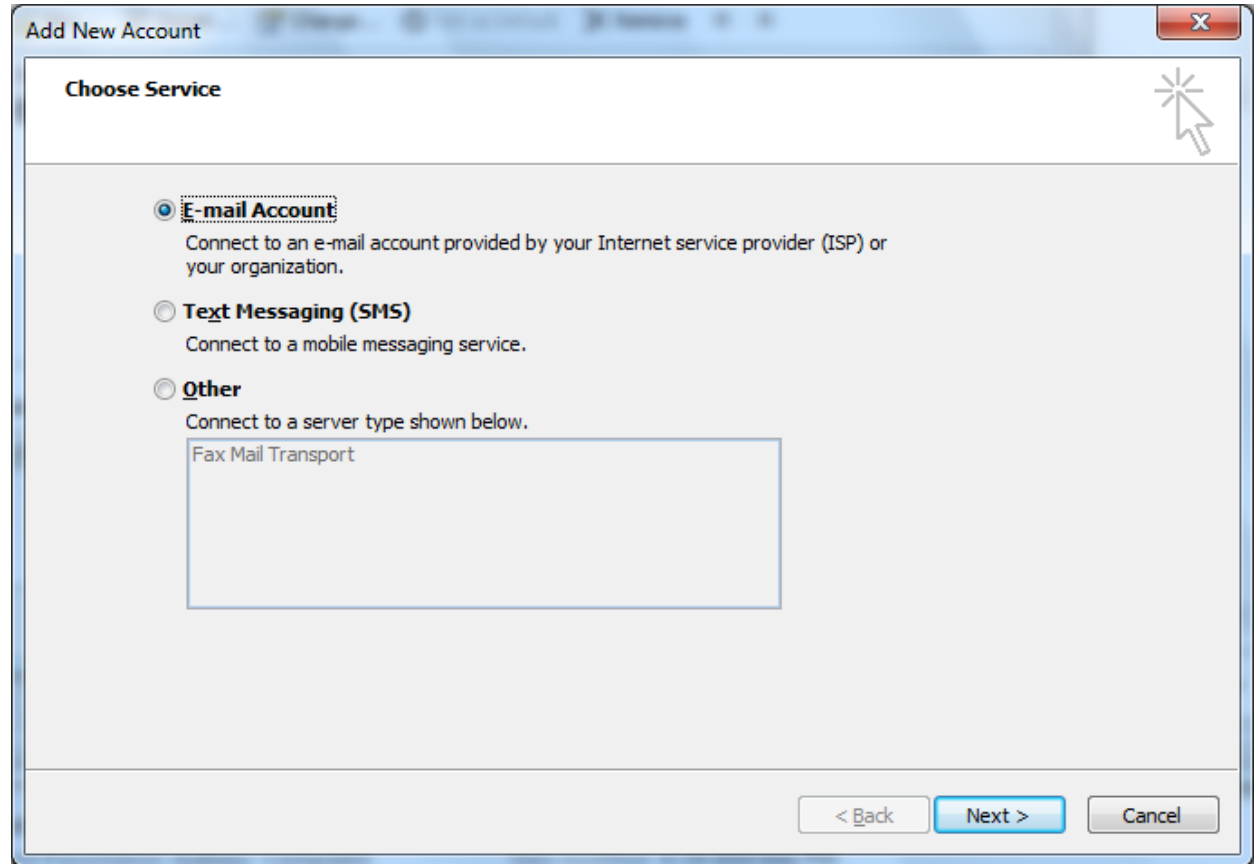 Add New Account
Choose Service
E-mail Account
Connect to an e-mail account provided by your Internet service provider (ISP) or
your organization.
Text Messaging (SMS)
Connect to a mobile messaging service.
Other
Connect to a server type shown below.
Fax Mail Transport
< Back
Next >
Cancel